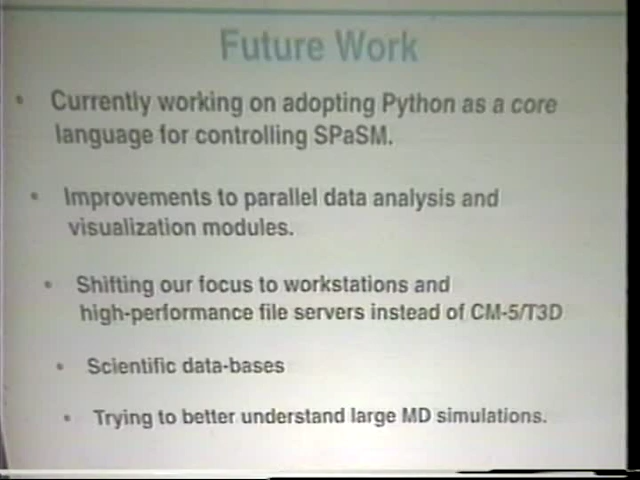 Future Work
• Currently working on adopting Python as a core
language for controlling SPaSM.
• Improvements to parallel data analysis and
visualization modules.
• Shifting our focus to workstations and
high-performance file servers instead of CM-5/T3D
• Scientific data-bases
• Trying to better understand large MD simulations.